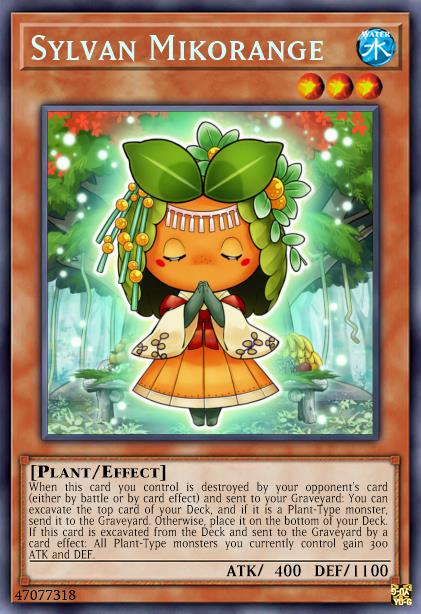 SYLVAN MIKORANGE
WATER
水
[PLANT/EFFECT]
When this card you control is destroyed by your opponent's card
(either by battle or by card effect) and sent to your Graveyard: You can
excavate the top card of your Deck, and if it is a Plant-Type monster,
send it to the Graveyard. Otherwise, place it on the bottom of your Deck.
If this card is excavated from the Deck and sent to the Graveyard by a
card effect: All Plant-Type monsters you currently control gain 300
ATK and DEF.
ATK/ 400 DEF/1100
47077318